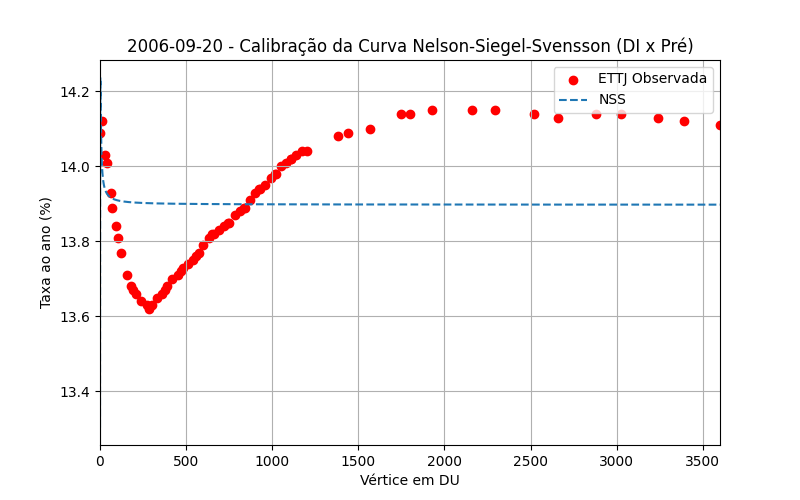 2006-09-20 - Calibração da Curva Nelson-Siegel-Svensson (DI x Pré)
ETTJ Observada
NSS
Taxa ao ano (%)
14.2
14.0
13.8
13.6
13.4
0 500 1000 1500 2000 2500 3000 3500
Vértice em DU